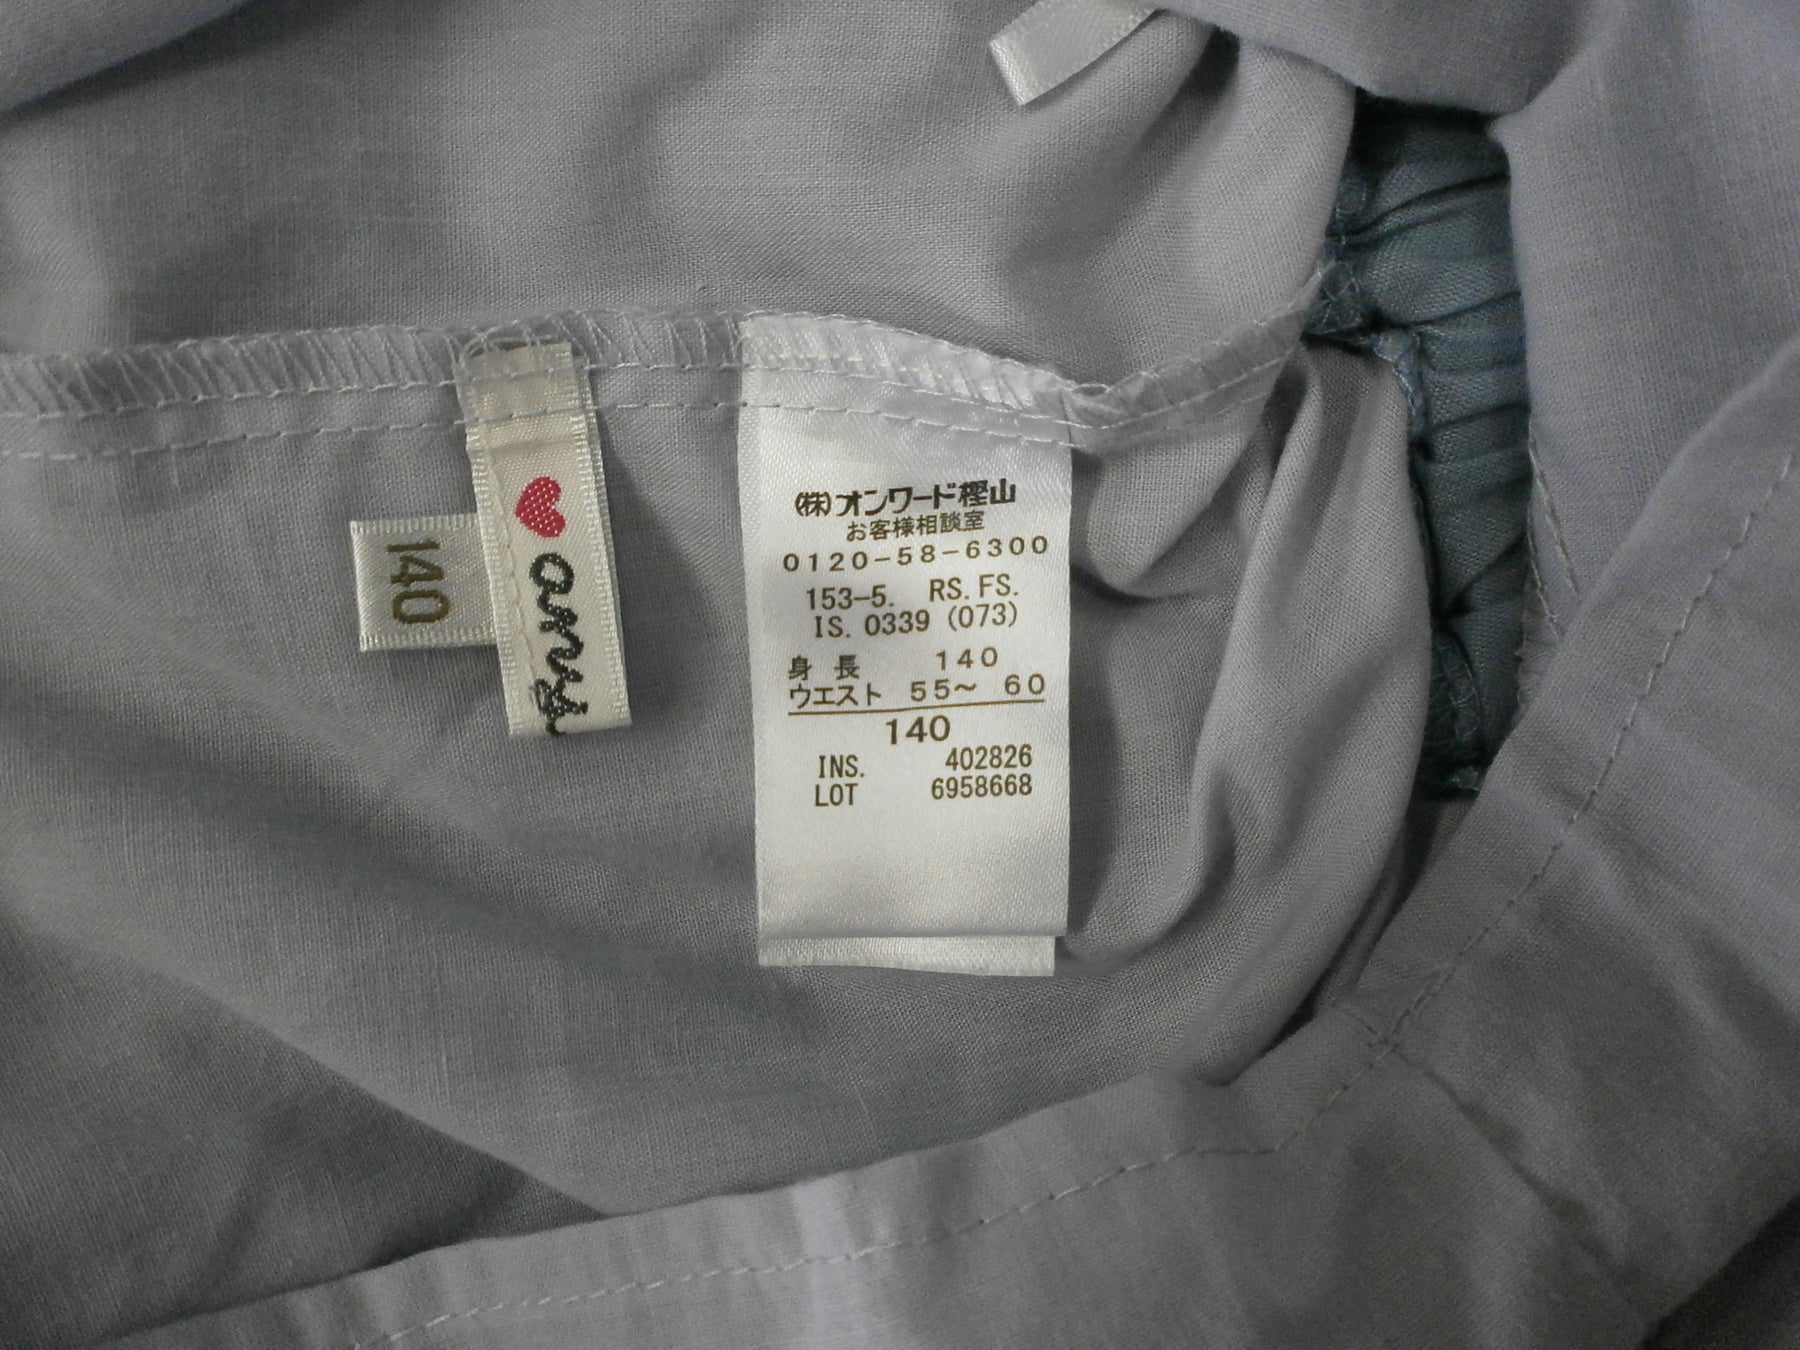 140
any
(株)オンワード樫山
お客様相談室
0120-58-6300
153-5. RS. FS.
IS. 0339 (073)
身長 140
ウエスト 55~ 60
140
INS. 402826
LOT 6958668